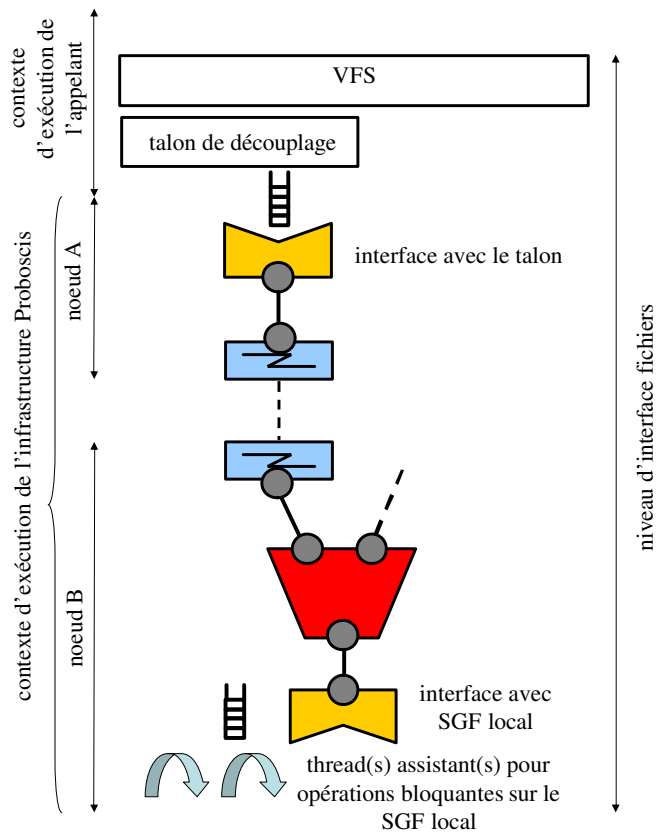 contexte
d'exécution de
l'appelant
VFS
talon de découplage
interface avec le talon
noeud A
contexte d'exécution de l'infrastructure Proboscis
niveau d'interface fichiers
noeud B
interface avec
SGF local
thread(s) assistant(s) pour
opérations bloquantes sur le
SGF local